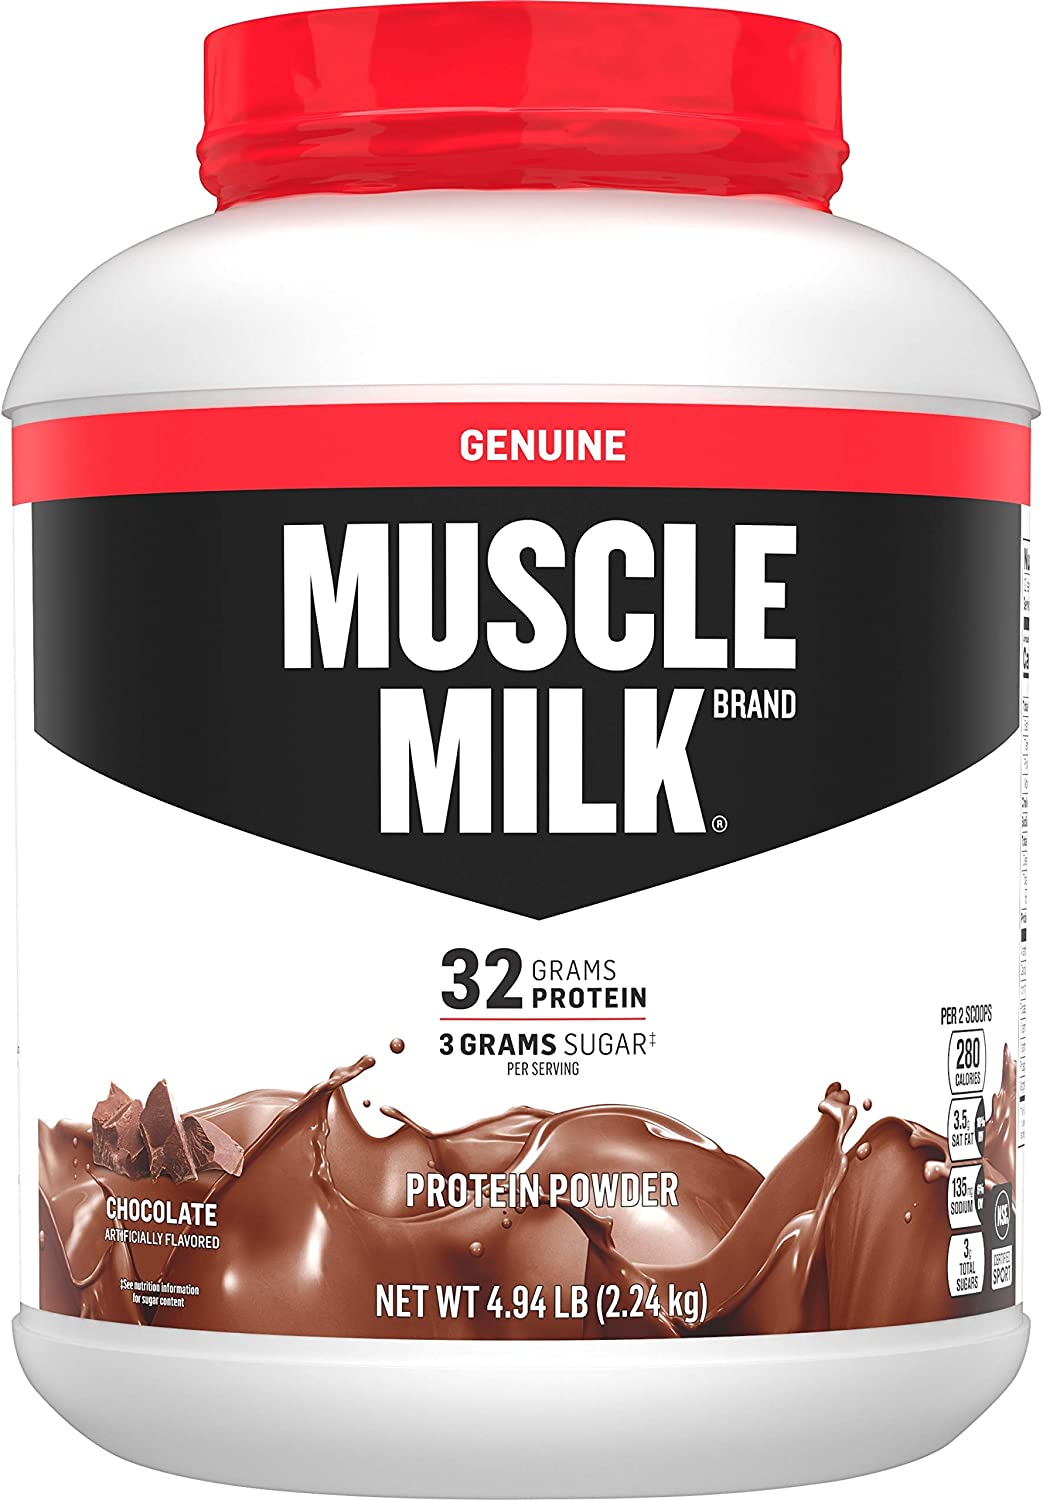 GENUINE
MUSCLE
MILK BRAND
®
32 GRAMS
PROTEIN
3 GRAMS SUGAR‡
PER SERVING
PROTEIN POWDER
NET WT 4.94 LB (2.24 kg)
CHOCOLATE
ARTIFICIALLY FLAVORED
‡See nutrition information
for sugar content
PER 2 SCOOPS
280
CALORIES
3.5g
SAT FAT
135mg
SODIUM
3g
TOTAL
SUGARS
NSF
CERTIFIED
SPORT